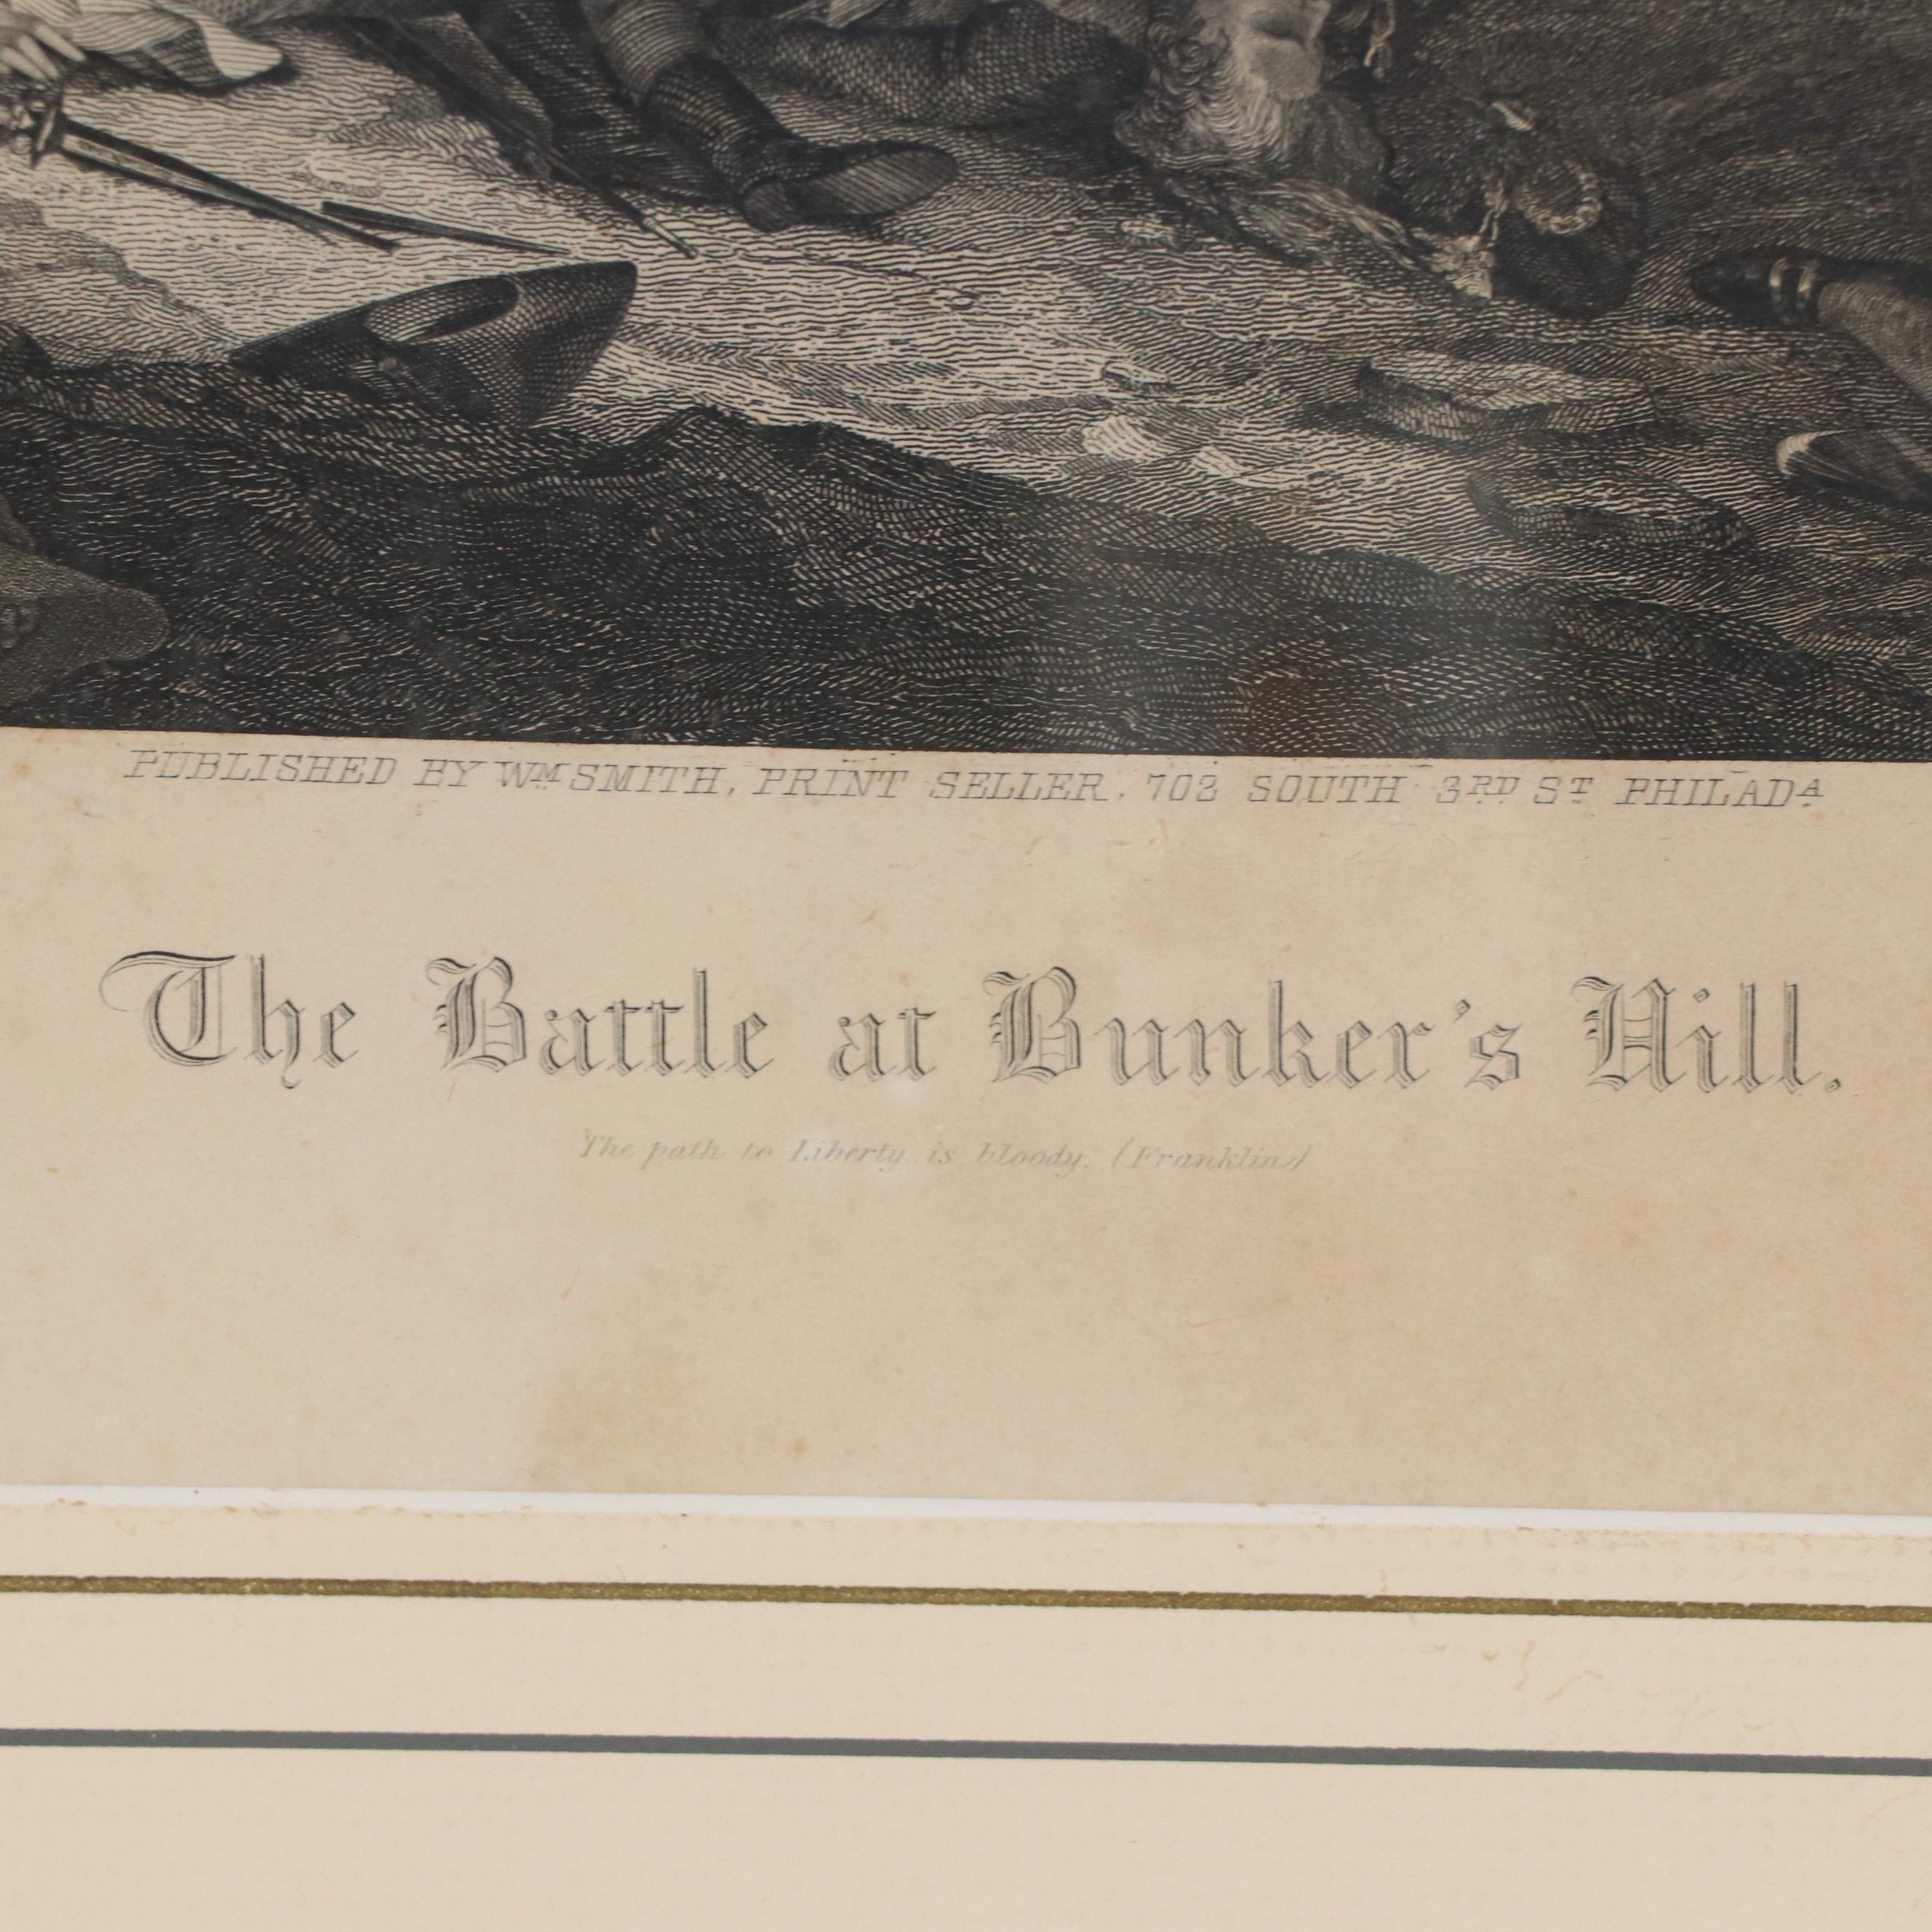 PUBLISHED BY WM SMITH, PRINT SELLER, 702 SOUTH 3RD ST PHILADA
The Battle at Bunker's Hill.
The path to Liberty is bloody. (Franklin)